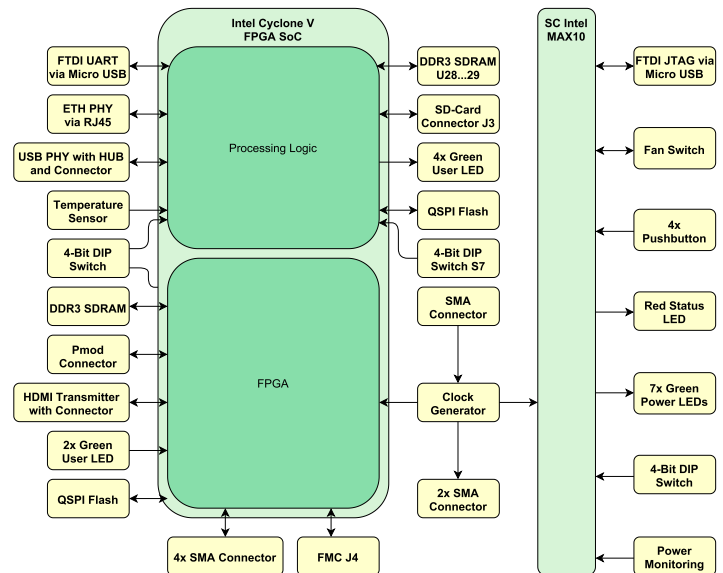 Intel Cyclone V
FPGA SoC
SC Intel
MAX10
FTDI UART
via Micro USB
ETH PHY
via RJ45
USB PHY with HUB
and Connector
Temperature
Sensor
4-Bit DIP
Switch
DDR3 SDRAM
Pmod
Connector
HDMI Transmitter
with Connector
2x Green
User LED
QSPI Flash
Processing Logic
FPGA
4x SMA Connector
FMC J4
DDR3 SDRAM
U28...29
SD-Card
Connector J3
4x Green
User LED
QSPI Flash
4-Bit DIP
Switch S7
SMA
Connector
Clock
Generator
2x SMA
Connector
FTDI JTAG via
Micro USB
Fan Switch
4x
Pushbutton
Red Status
LED
7x Green
Power LEDs
4-Bit DIP
Switch
Power
Monitoring